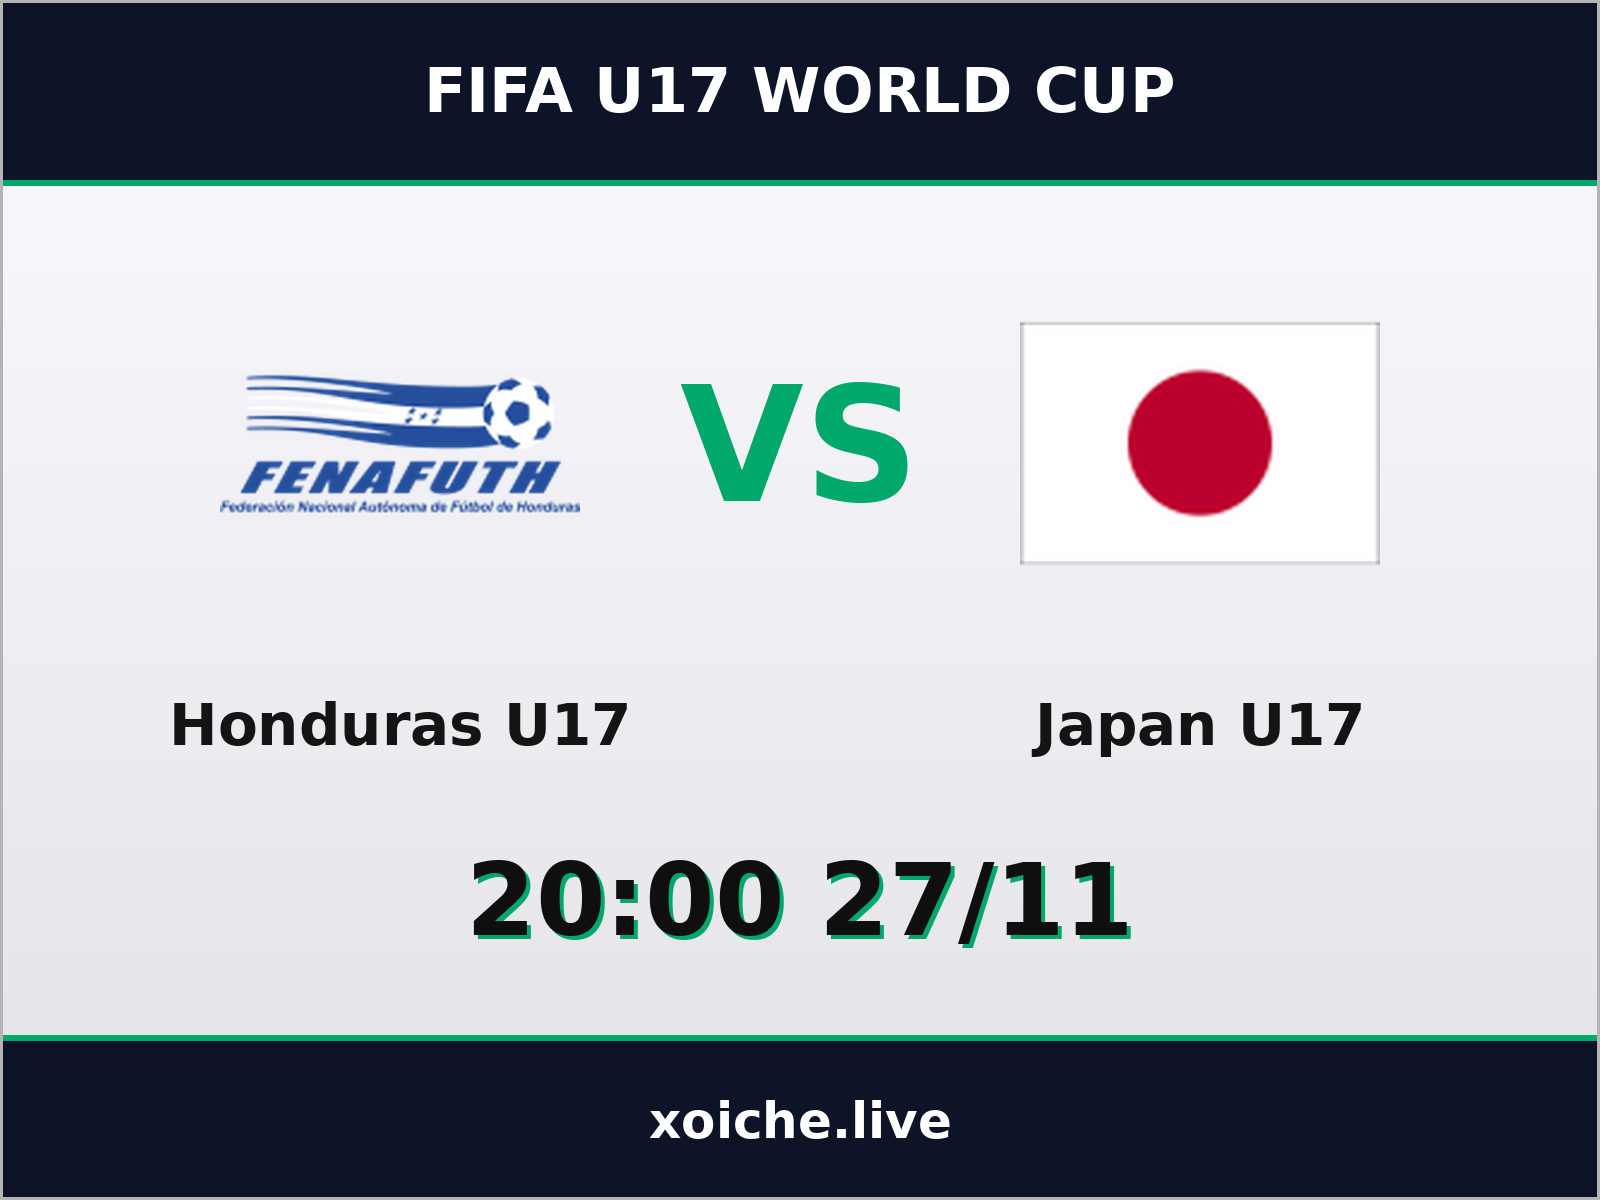 FIFA U17 WORLD CUP
FENAFUTH
Federación Nacional Autónoma de Fútbol de Honduras
VS
Honduras U17
Japan U17
20:00 27/11
xoiche.live